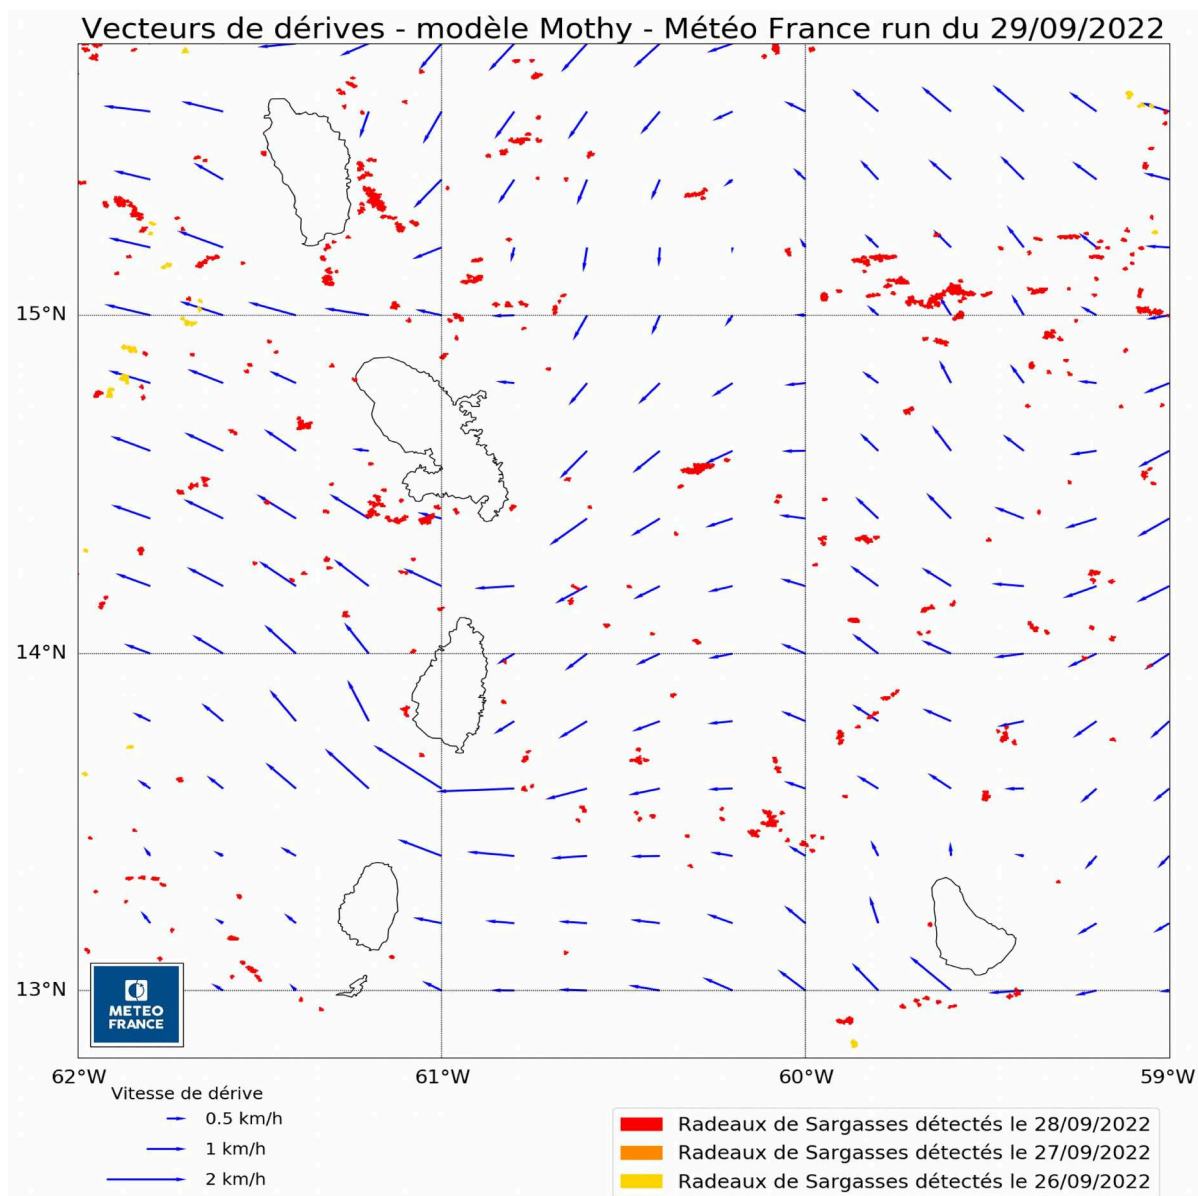 Vecteurs de dérives - modèle Mothy - Météo France run du 29/09/2022
15°N
14°N
13°N
METEO
FRANCE
62°W 61°W 60°W 59°W
Vitesse de dérive
0.5 km/h
1 km/h
2 km/h
Radeaux de Sargasses détectés le 28/09/2022
Radeaux de Sargasses détectés le 27/09/2022
Radeaux de Sargasses détectés le 26/09/2022